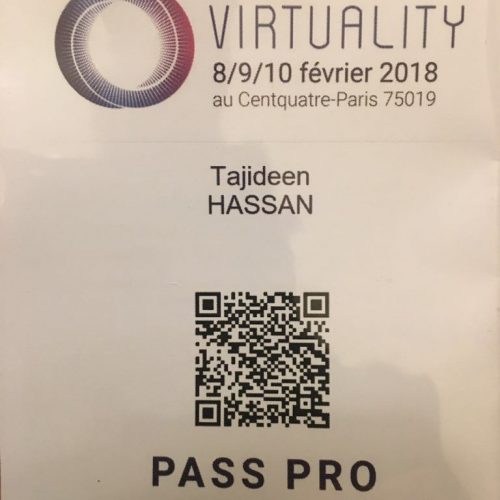 VIRTUALITY
8/9/10 février 2018
au Centquatre-Paris 75019
Tajideen
HASSAN
PASS PRO